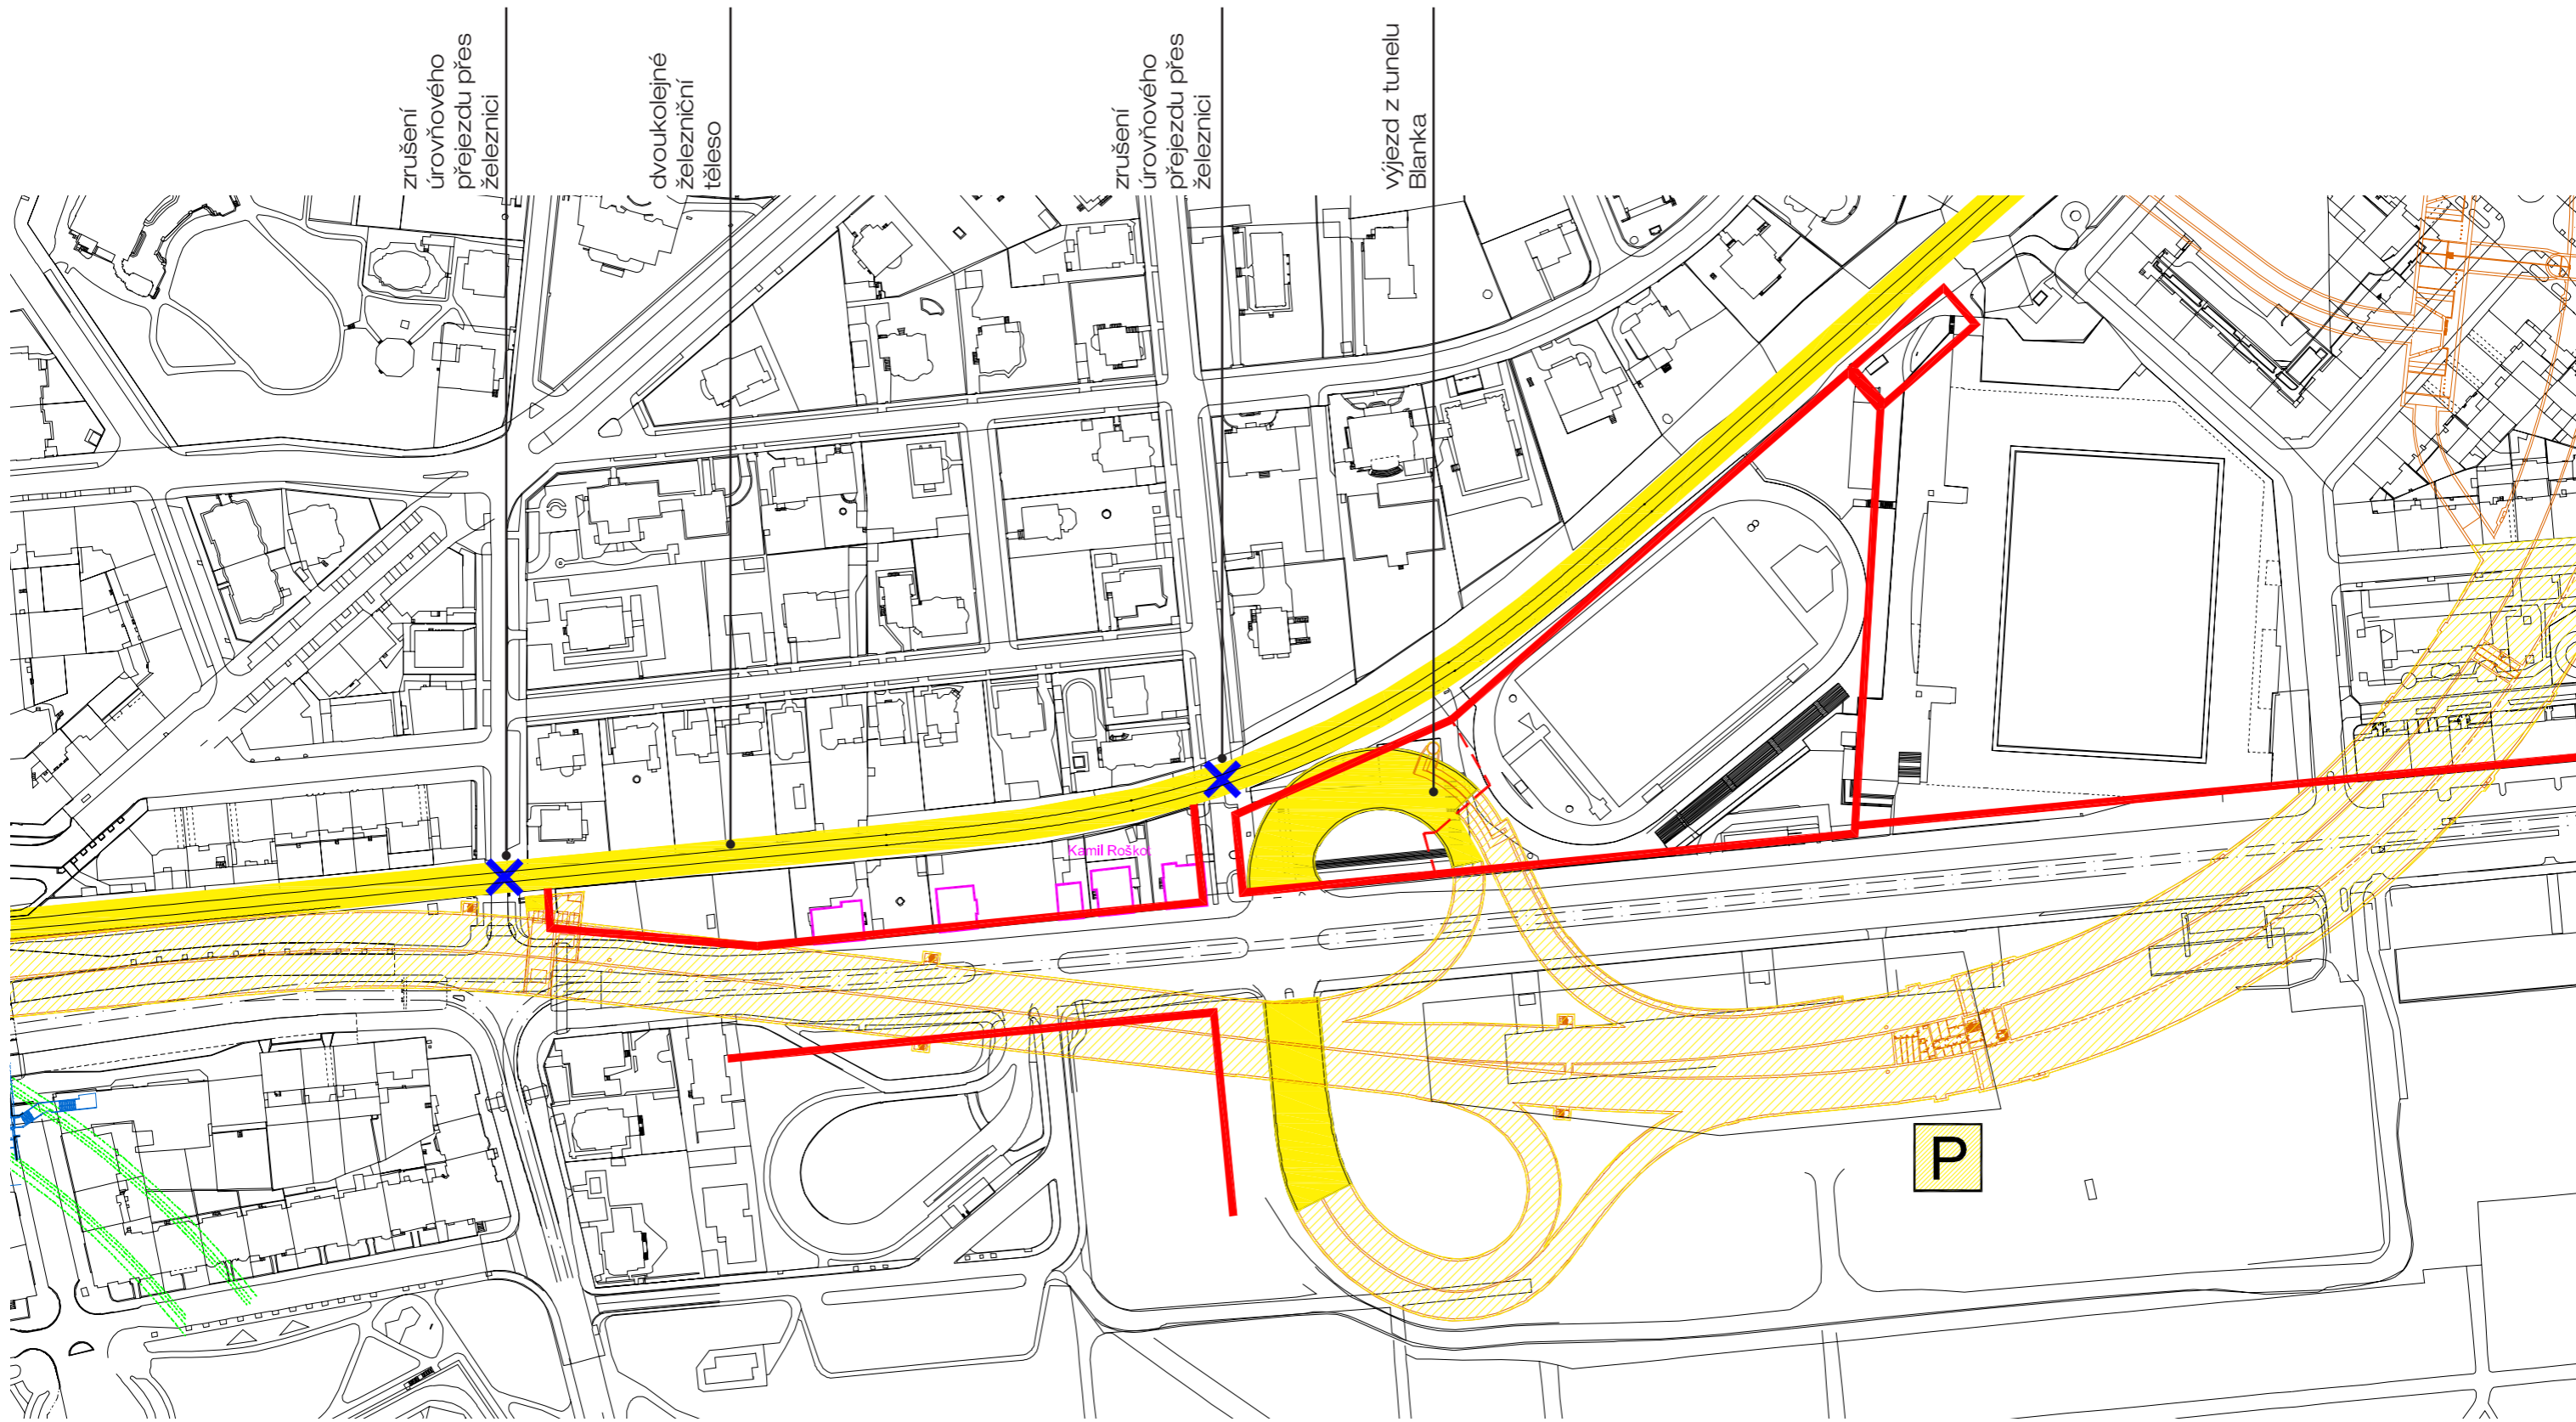 zrušení
úrovňového
přejezdu přes
železnici
dvoukolejné
železniční
těleso
zrušení
úrovňového
přejezdu přes
železnici
výjezd z tunelu
Blanka
Kamil Roškot
P